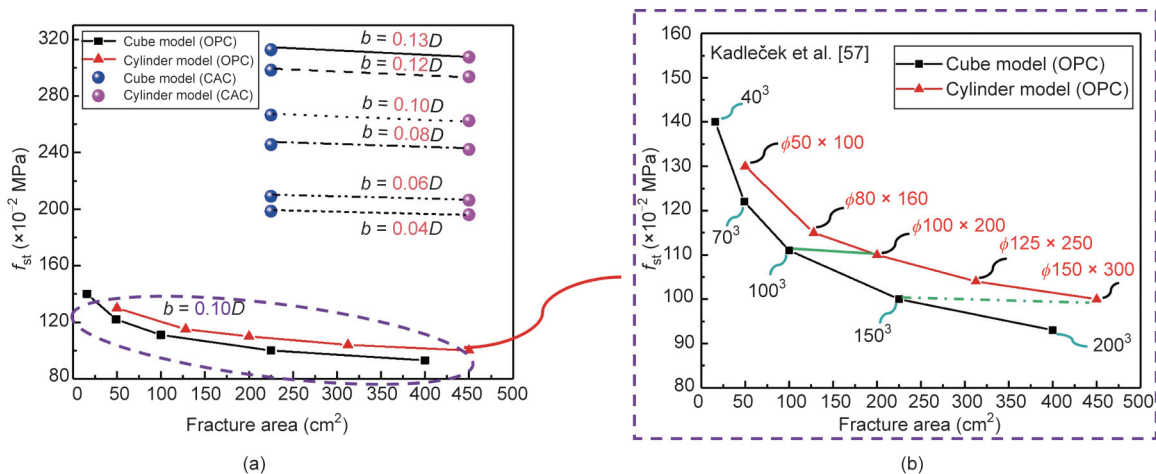 320
280
240
200
160
120
80
f_st (×10⁻² MPa)
Cube model (OPC)
Cylinder model (OPC)
Cube model (CAC)
Cylinder model (CAC)
b = 0.13D
b = 0.12D
b = 0.10D
b = 0.08D
b = 0.06D
b = 0.04D
b = 0.10D
0 50 100 150 200 250 300 350 400 450 500
Fracture area (cm²)
(a)
160
150
140
130
120
110
100
90
80
f_st (×10⁻² MPa)
Kadleček et al. [57]
Cube model (OPC)
Cylinder model (OPC)
40³
ϕ50 × 100
ϕ80 × 160
70³
ϕ100 × 200
ϕ125 × 250
100³
ϕ150 × 300
150³
200³
0 50 100 150 200 250 300 350 400 450 500
Fracture area (cm²)
(b)